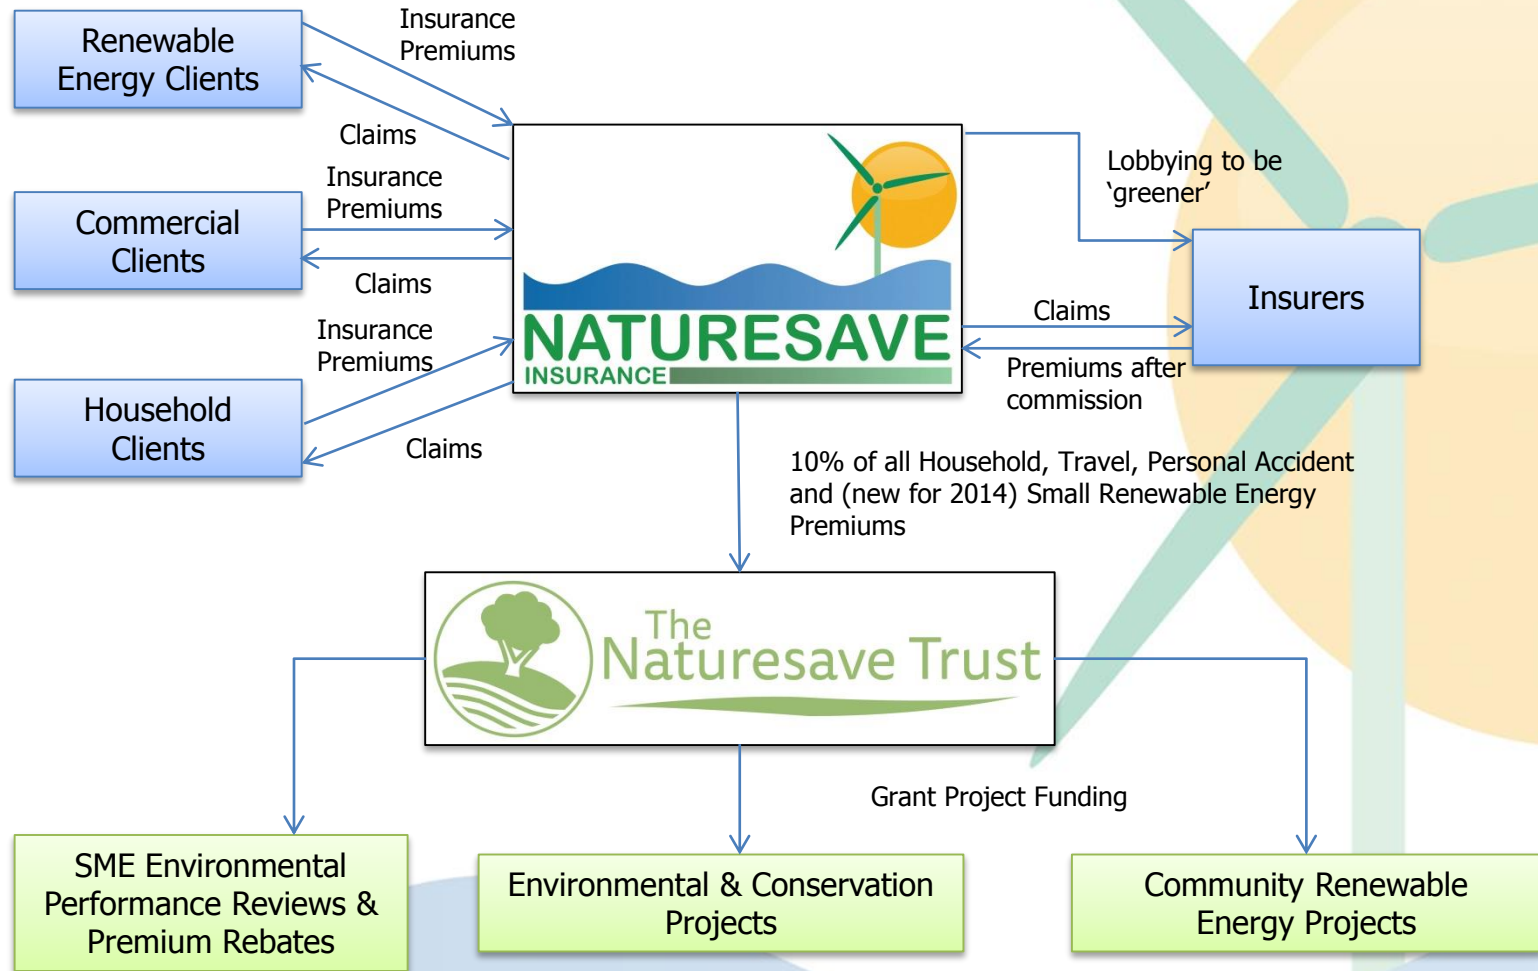 Renewable
Energy Clients
Insurance
Premiums
Claims
Insurance
Premiums
Commercial
Clients
Claims
Insurance
Premiums
Household
Clients
Claims
NATURESAVE
INSURANCE
Lobbying to be
‘greener’
Insurers
Claims
Premiums after
commission
10% of all Household, Travel, Personal Accident
and (new for 2014) Small Renewable Energy
Premiums
The
Naturesave Trust
Grant Project Funding
SME Environmental
Performance Reviews &
Premium Rebates
Environmental & Conservation
Projects
Community Renewable
Energy Projects